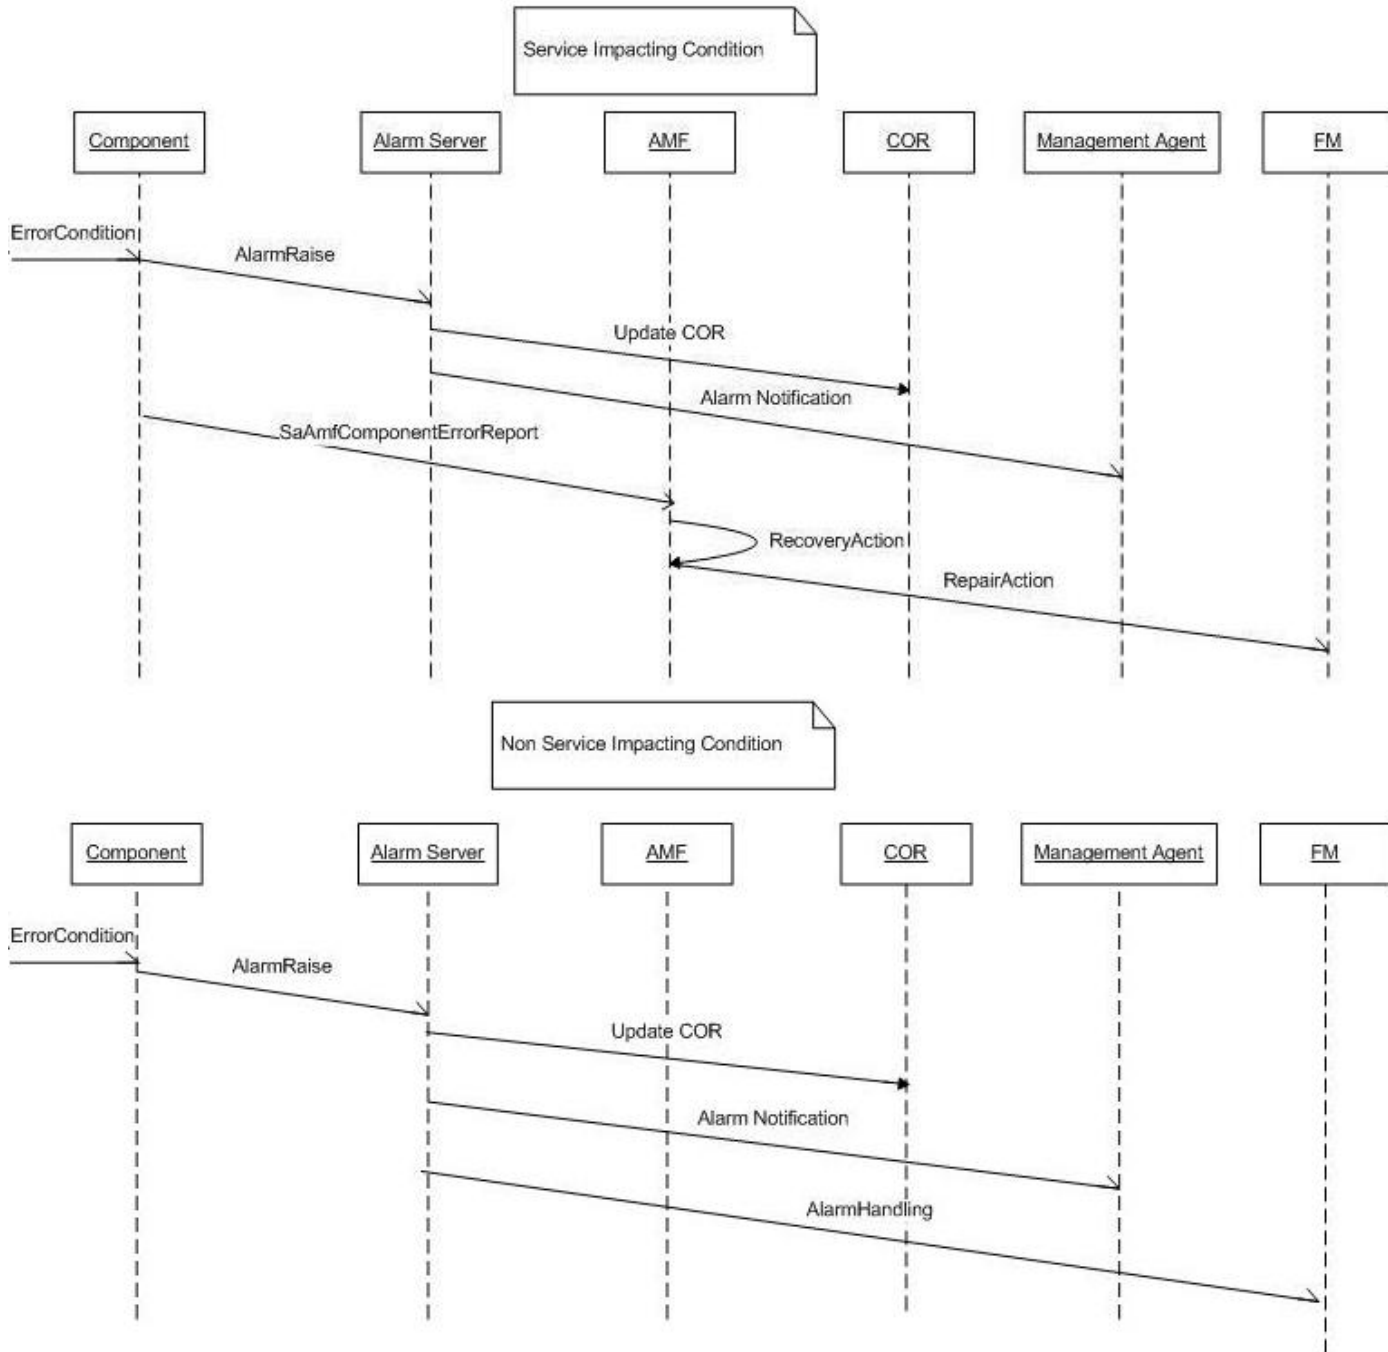 Service Impacting Condition
Component
Alarm Server
AMF
COR
Management Agent
FM
ErrorCondition
AlarmRaise
Update COR
Alarm Notification
SaAmfComponentErrorReport
RecoveryAction
RepairAction
Non Service Impacting Condition
Component
Alarm Server
AMF
COR
Management Agent
FM
ErrorCondition
AlarmRaise
Update COR
Alarm Notification
AlarmHandling